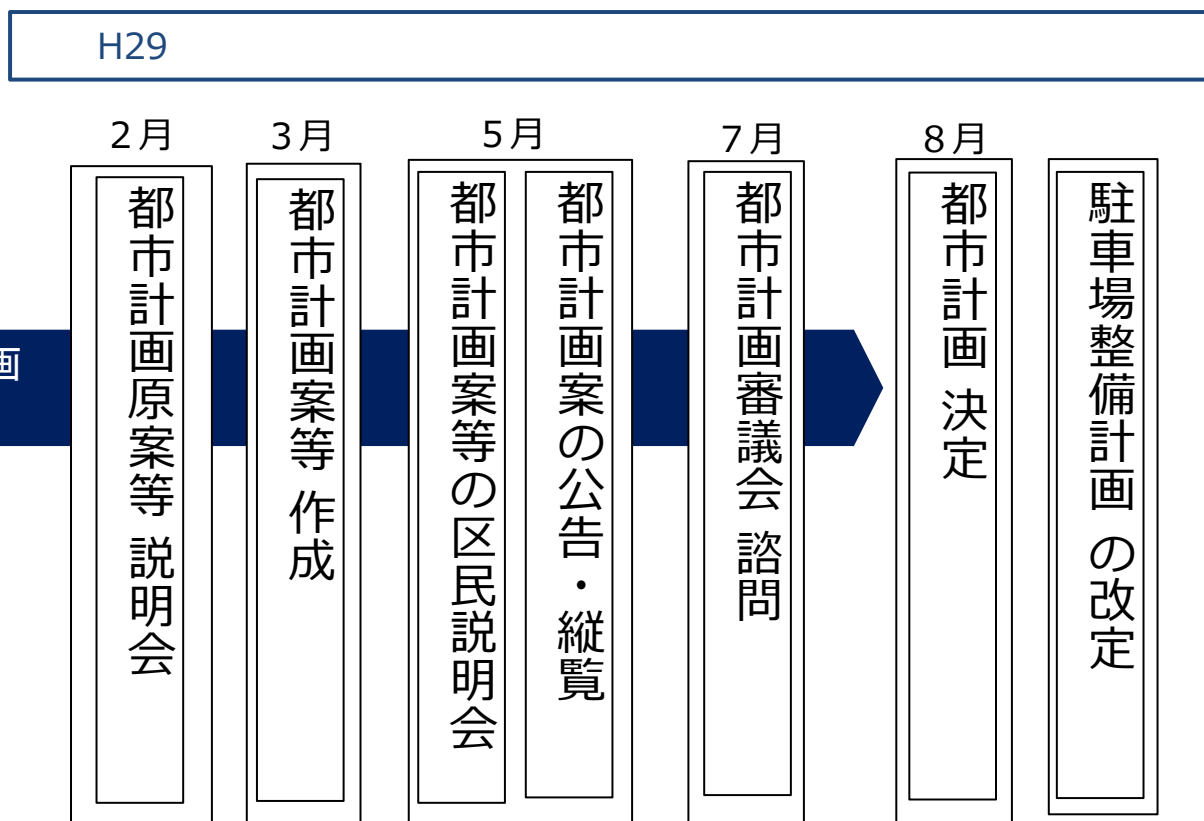 H29
2月
3月
5月
7月
8月
画
都市計画原案等 説明会
都市計画案等 作成
都市計画案等の区民説明会
都市計画案の公告・縦覧
都市計画審議会 諮問
都市計画 決定
駐車場整備計画 の改定